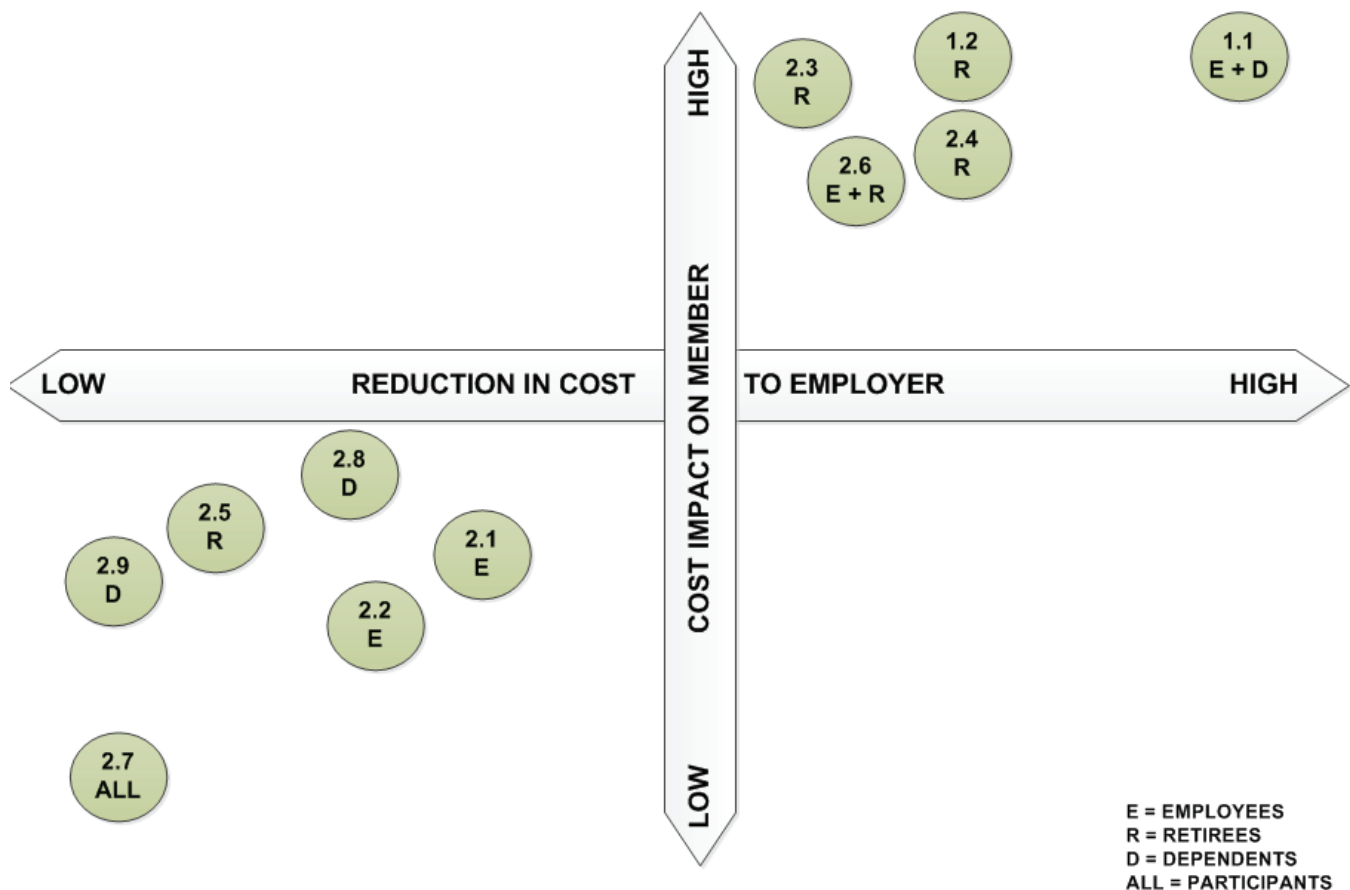 HIGH
1.2
R
1.1
E + D
2.3
R
2.4
R
2.6
E + R
COST IMPACT ON MEMBER
LOW
REDUCTION IN COST
TO EMPLOYER
HIGH
2.8
D
2.5
R
2.1
E
2.9
D
2.2
E
2.7
ALL
LOW
E = EMPLOYEES
R = RETIREES
D = DEPENDENTS
ALL = PARTICIPANTS